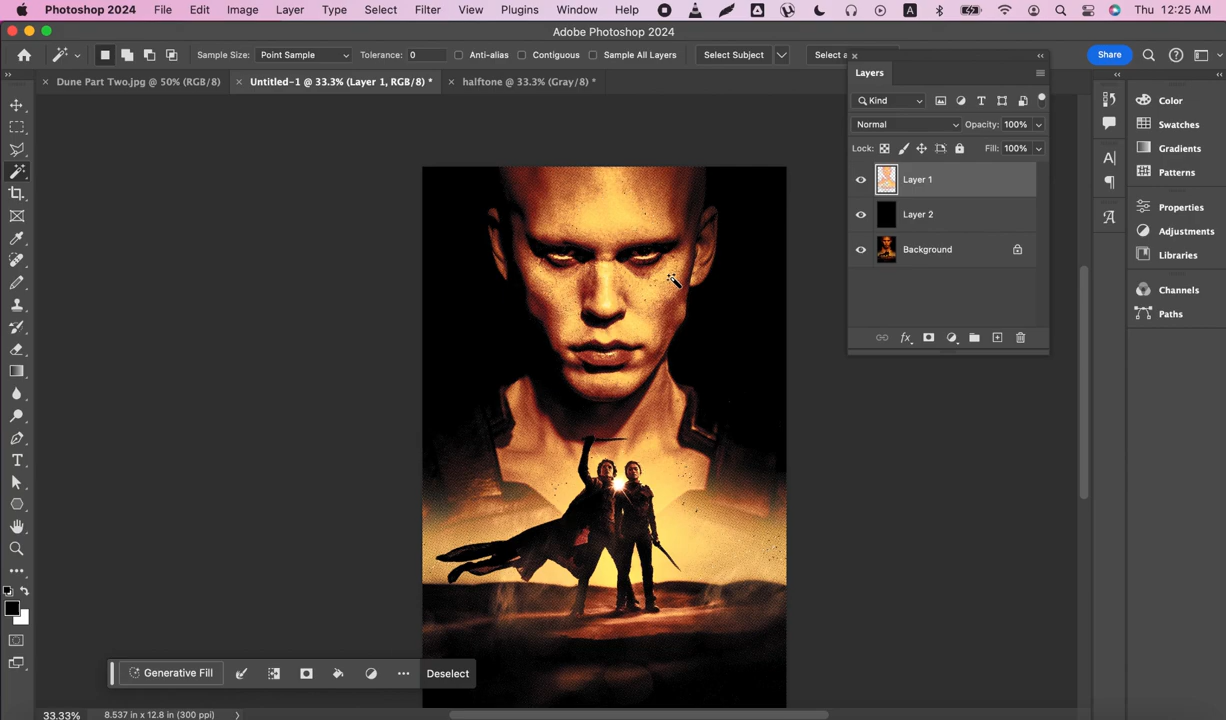 Photoshop 2024 File Edit Image Layer Type Select Filter View Plugins Window Help A Thu 12:25 AM
Adobe Photoshop 2024
Sample Size: Point Sample Tolerance: 0 Anti-alias Contiguous Sample All Layers Select Subject Select a Share
Dune Part Two.jpg @ 50% (RGB/8) Untitled-1 @ 33.3% (Layer 1, RGB/8) * halftone @ 33.3% (Gray/8) *
Layers
Kind
Normal Opacity: 100%
Lock: Fill: 100%
Layer 1
Layer 2
Background
Color
Swatches
Gradients
Patterns
Properties
Adjustments
Libraries
Channels
Paths
Generative Fill Deselect
33.33% 8.537 in x 12.8 in (300 ppi)